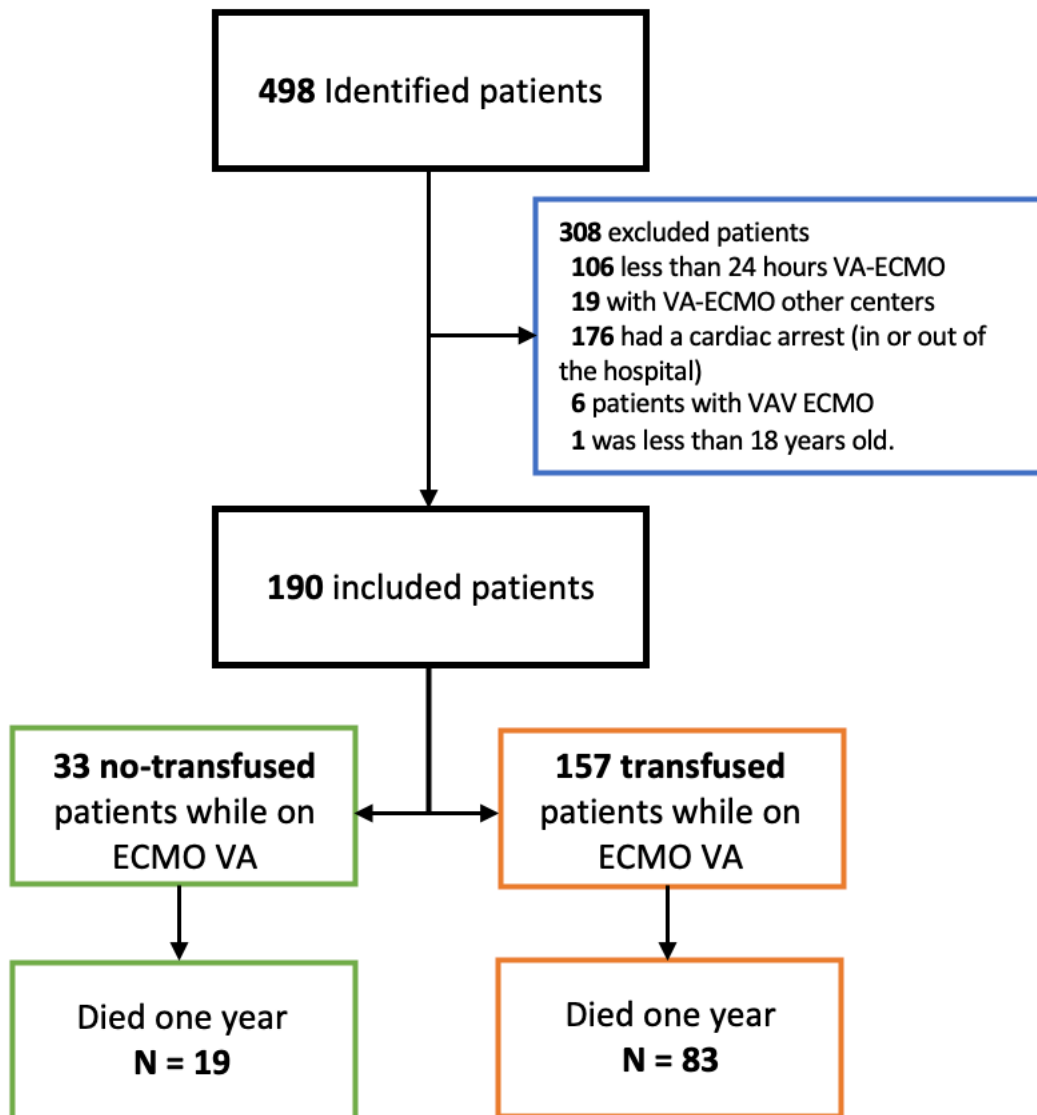 498 Identified patients
308 excluded patients
106 less than 24 hours VA-ECMO
19 with VA-ECMO other centers
176 had a cardiac arrest (in or out of
the hospital)
6 patients with VAV ECMO
1 was less than 18 years old.
190 included patients
33 no-transfused
patients while on
ECMO VA
157 transfused
patients while on
ECMO VA
Died one year
N = 19
Died one year
N = 83